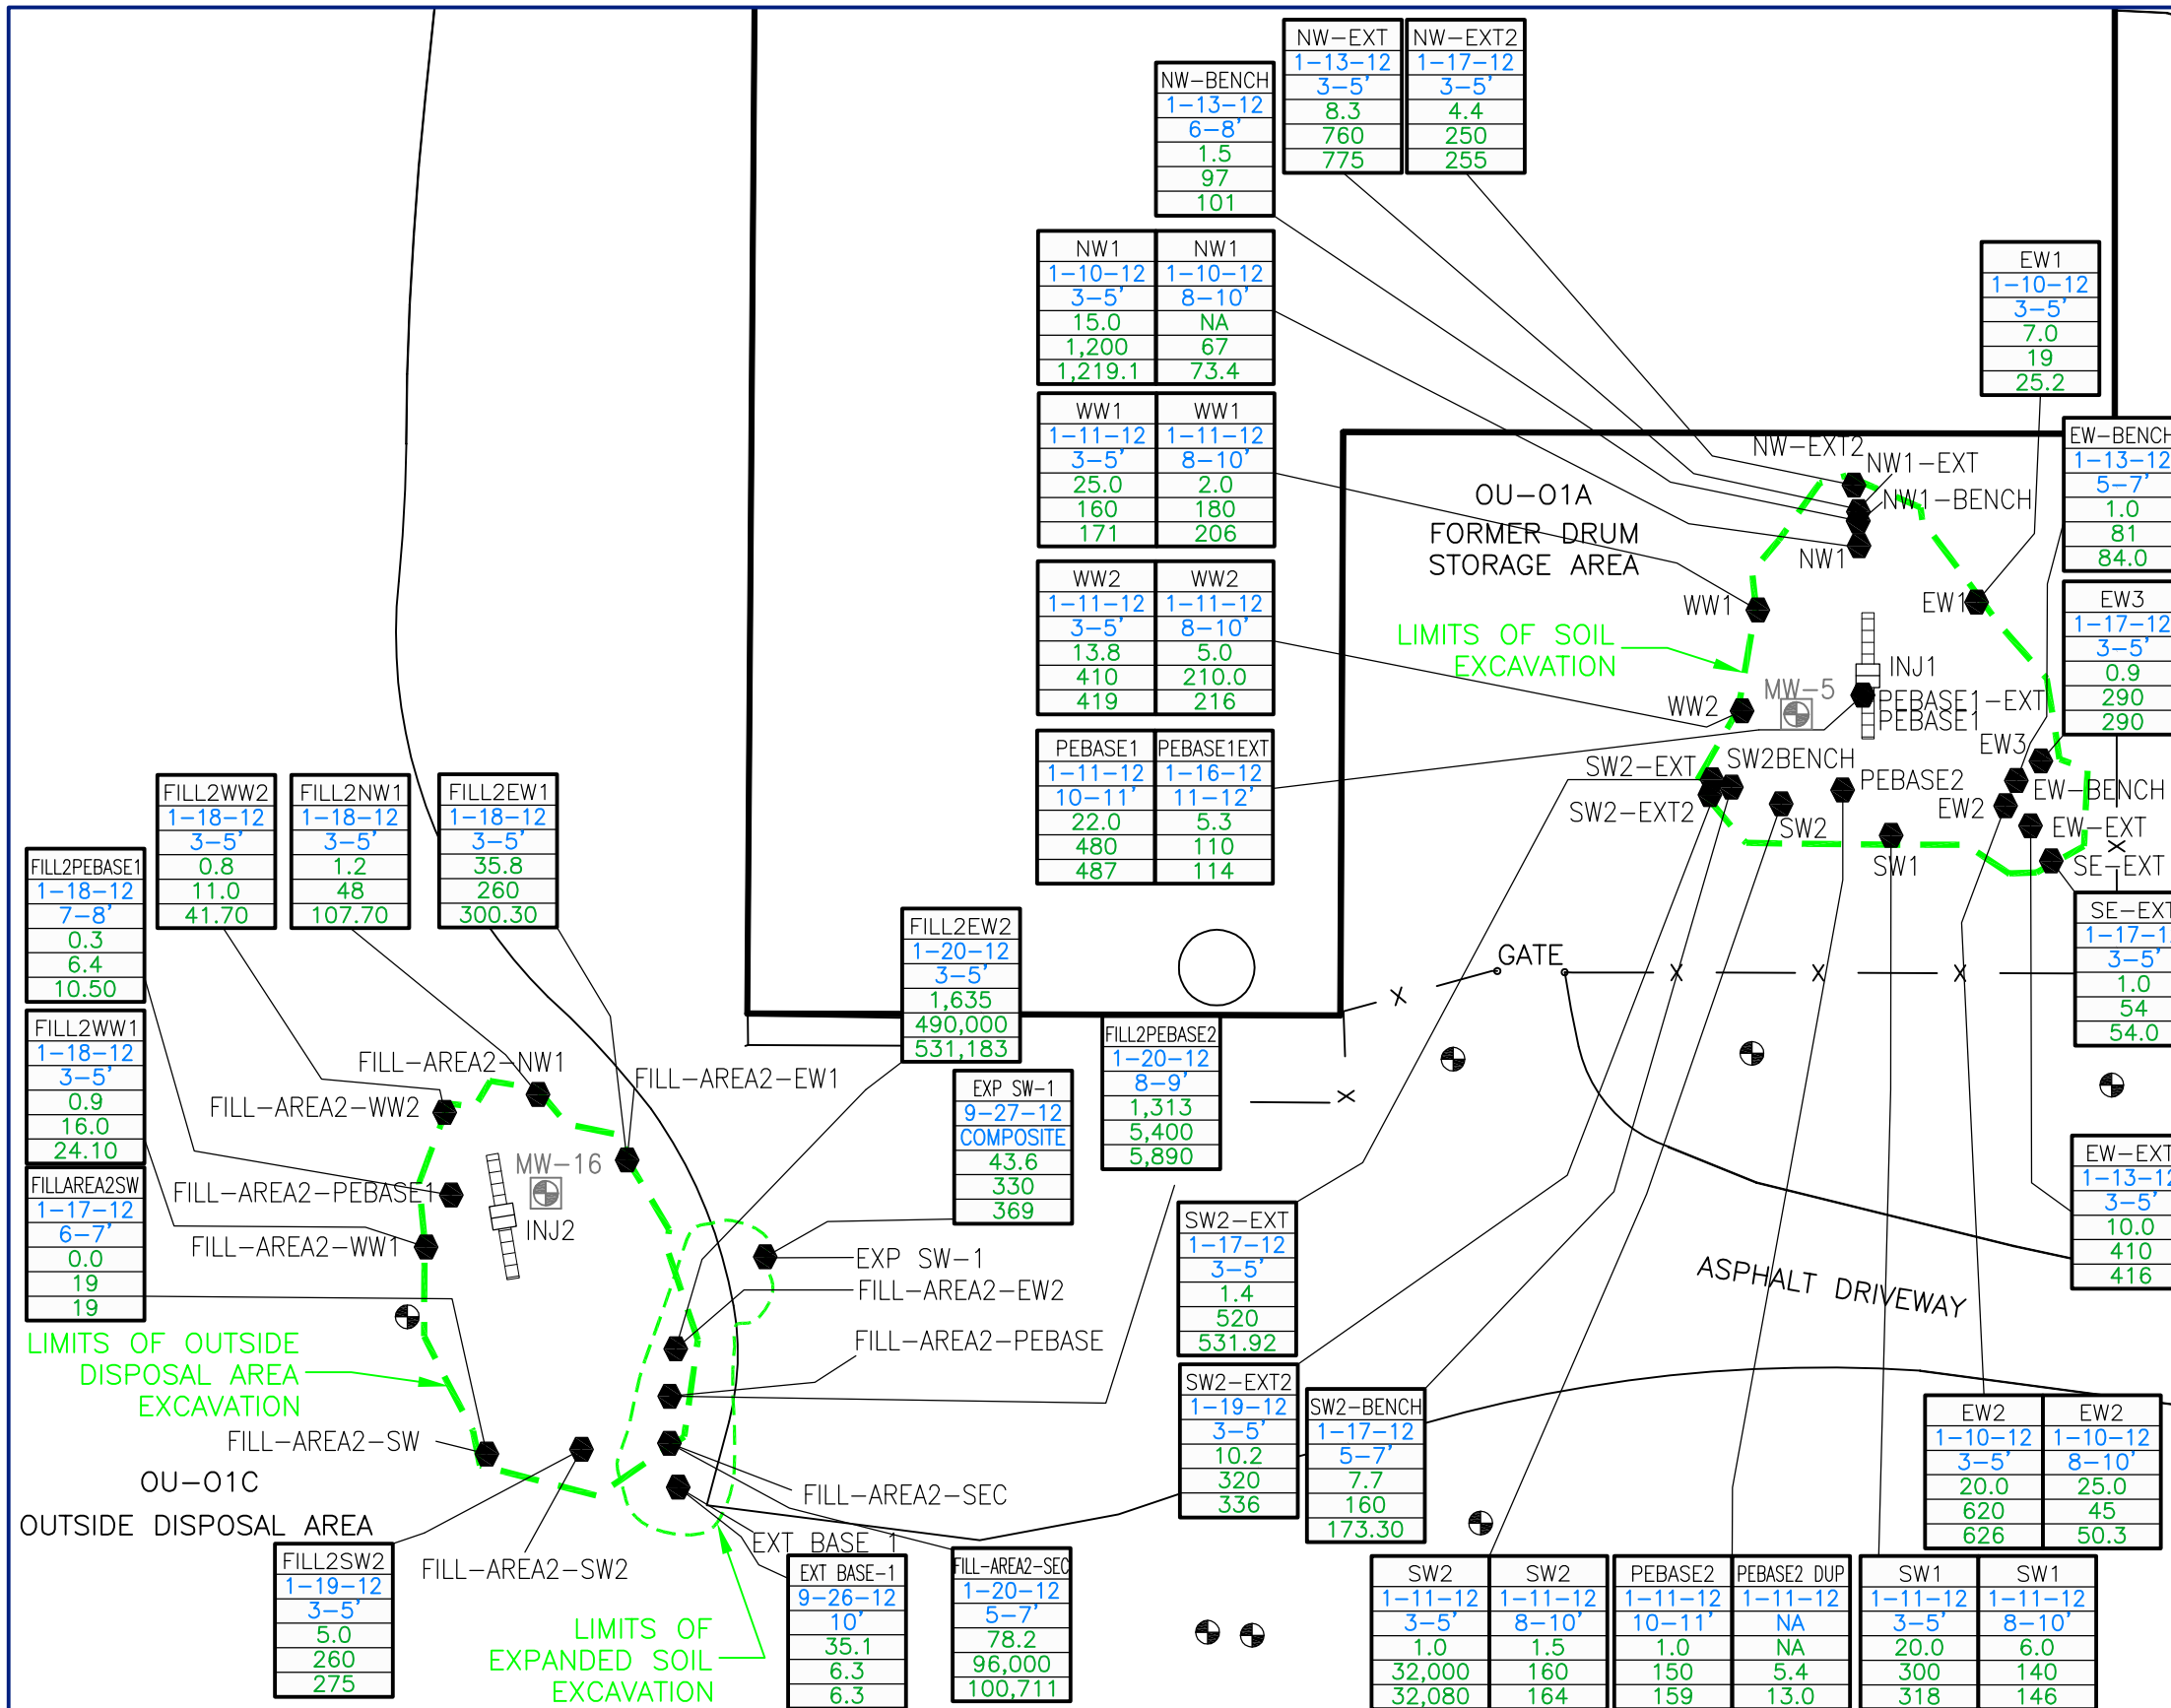 NW-EXT
1-13-12
3-5'
8.3
760
775
NW-EXT2
1-17-12
3-5'
4.4
250
255
NW-BENCH
1-13-12
6-8'
1.5
97
101
NW1
1-10-12
3-5'
15.0
1,200
1,219.1
NW1
1-10-12
8-10'
NA
67
73.4
EW1
1-10-12
3-5'
7.0
19
25.2
WW1
1-11-12
3-5'
25.0
160
171
WW1
1-11-12
8-10'
2.0
180
206
EW-BENCH
1-13-12
5-7'
1.0
81
84.0
WW2
1-11-12
3-5'
13.8
410
419
WW2
1-11-12
8-10'
5.0
210.0
216
EW3
1-17-12
3-5'
0.9
290
290
PEBASE1
1-11-12
10-11'
22.0
480
487
PEBASE1EXT
1-16-12
11-12'
5.3
110
114
NW-EXT2
NW1-EXT
NW1-BENCH
NW1
OU-01A
FORMER DRUM
STORAGE AREA
WW1
EW1
LIMITS OF SOIL
EXCAVATION
INJ1
MW-5
PEBASE1-EXT
PEBASE1
WW2
EW3
SW2-EXT
SW2BENCH
PEBASE2
EW-BENCH
SW2-EXT2
EW2
SW2
EW-EXT
SW1
SE-EXT
X
FILL2WW2
1-18-12
3-5'
0.8
11.0
41.70
FILL2NW1
1-18-12
3-5'
1.2
48
107.70
FILL2EW1
1-18-12
3-5'
35.8
260
300.30
FILL2PEBASE1
1-18-12
7-8'
0.3
6.4
10.50
FILL2WW1
1-18-12
3-5'
0.9
16.0
24.10
FILLAREA2SW
1-17-12
6-7'
0.0
19
19
FILL2EW2
1-20-12
3-5'
1,635
490,000
531,183
FILL2PEBASE2
1-20-12
8-9'
1,313
5,400
5,890
EXP SW-1
9-27-12
COMPOSITE
43.6
330
369
SE-EXT
1-17-1
3-5'
1.0
54
54.0
GATE
X
X
X
X
X
FILL-AREA2-NW1
FILL-AREA2-EW1
FILL-AREA2-WW2
MW-16
FILL-AREA2-PEBASE1
INJ2
FILL-AREA2-WW1
EXP SW-1
FILL-AREA2-EW2
FILL-AREA2-PEBASE
LIMITS OF OUTSIDE
DISPOSAL AREA
EXCAVATION
FILL-AREA2-SW
OU-01C
OUTSIDE DISPOSAL AREA
FILL-AREA2-SEC
EXT BASE 1
FILL-AREA2-SW2
LIMITS OF
EXPANDED SOIL
EXCAVATION
ASPHALT DRIVEWAY
EW-EXT
1-13-12
3-5'
10.0
410
416
SW2-EXT
1-17-12
3-5'
1.4
520
531.92
SW2-EXT2
1-19-12
3-5'
10.2
320
336
SW2-BENCH
1-17-12
5-7'
7.7
160
173.30
EW2
1-10-12
3-5'
20.0
620
626
EW2
1-10-12
8-10'
25.0
45
50.3
FILL2SW2
1-19-12
3-5'
5.0
260
275
EXT BASE-1
9-26-12
10'
35.1
6.3
6.3
FILL-AREA2-SEC
1-20-12
5-7'
78.2
96,000
100,711
SW2
1-11-12
3-5'
1.0
32,000
32,080
SW2
1-11-12
8-10'
1.5
160
164
PEBASE2
1-11-12
10-11'
1.0
150
159
PEBASE2 DUP
1-11-12
NA
NA
5.4
13.0
SW1
1-11-12
3-5'
20.0
300
318
SW1
1-11-12
8-10'
6.0
140
146